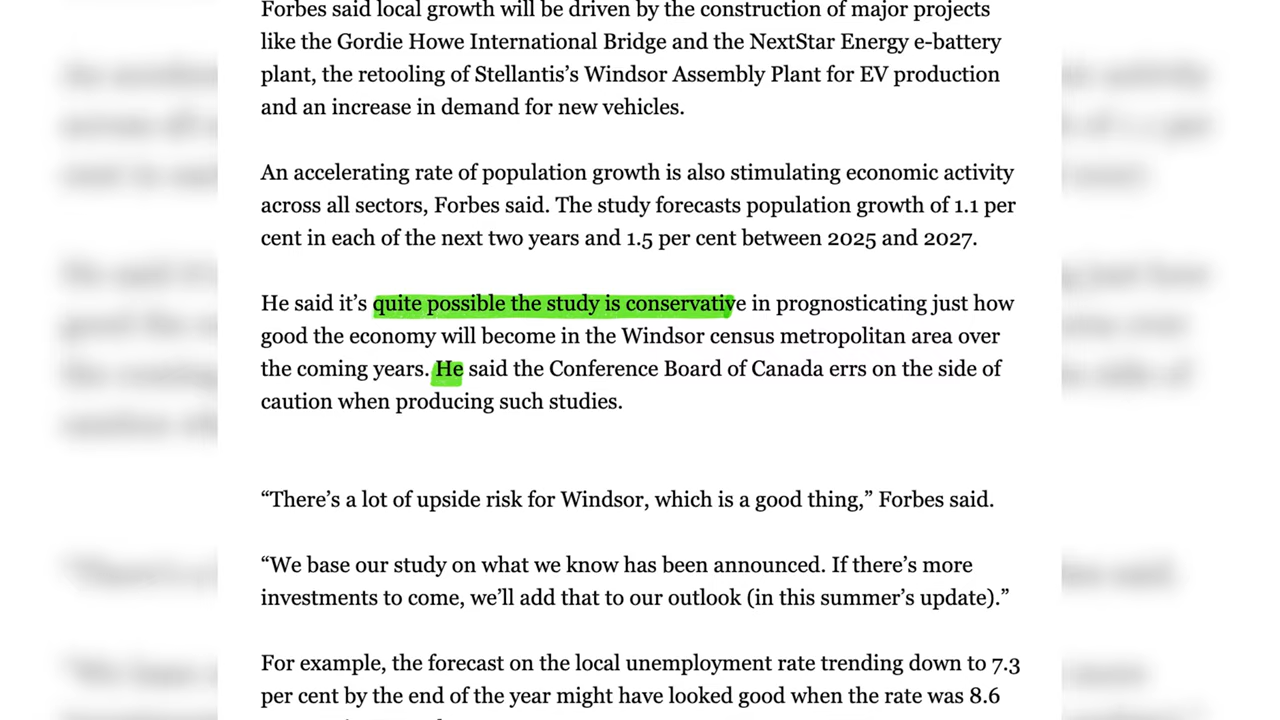 Forbes said local growth will be driven by the construction of major projects
like the Gordie Howe International Bridge and the NextStar Energy e-battery
plant, the retooling of Stellantis’s Windsor Assembly Plant for EV production
and an increase in demand for new vehicles.
An accelerating rate of population growth is also stimulating economic activity
across all sectors, Forbes said. The study forecasts population growth of 1.1 per
cent in each of the next two years and 1.5 per cent between 2025 and 2027.
He said it’s quite possible the study is conservative in prognosticating just how
good the economy will become in the Windsor census metropolitan area over
the coming years. He said the Conference Board of Canada errs on the side of
caution when producing such studies.
“There’s a lot of upside risk for Windsor, which is a good thing,” Forbes said.
“We base our study on what we know has been announced. If there’s more
investments to come, we’ll add that to our outlook (in this summer’s update).”
For example, the forecast on the local unemployment rate trending down to 7.3
per cent by the end of the year might have looked good when the rate was 8.6